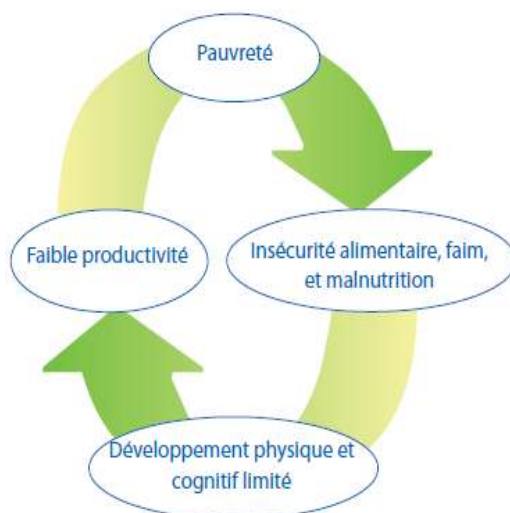 Pauvreté
Insécurité alimentaire, faim,
et malnutrition
Développement physique et
cognitif limité
Faible productivité